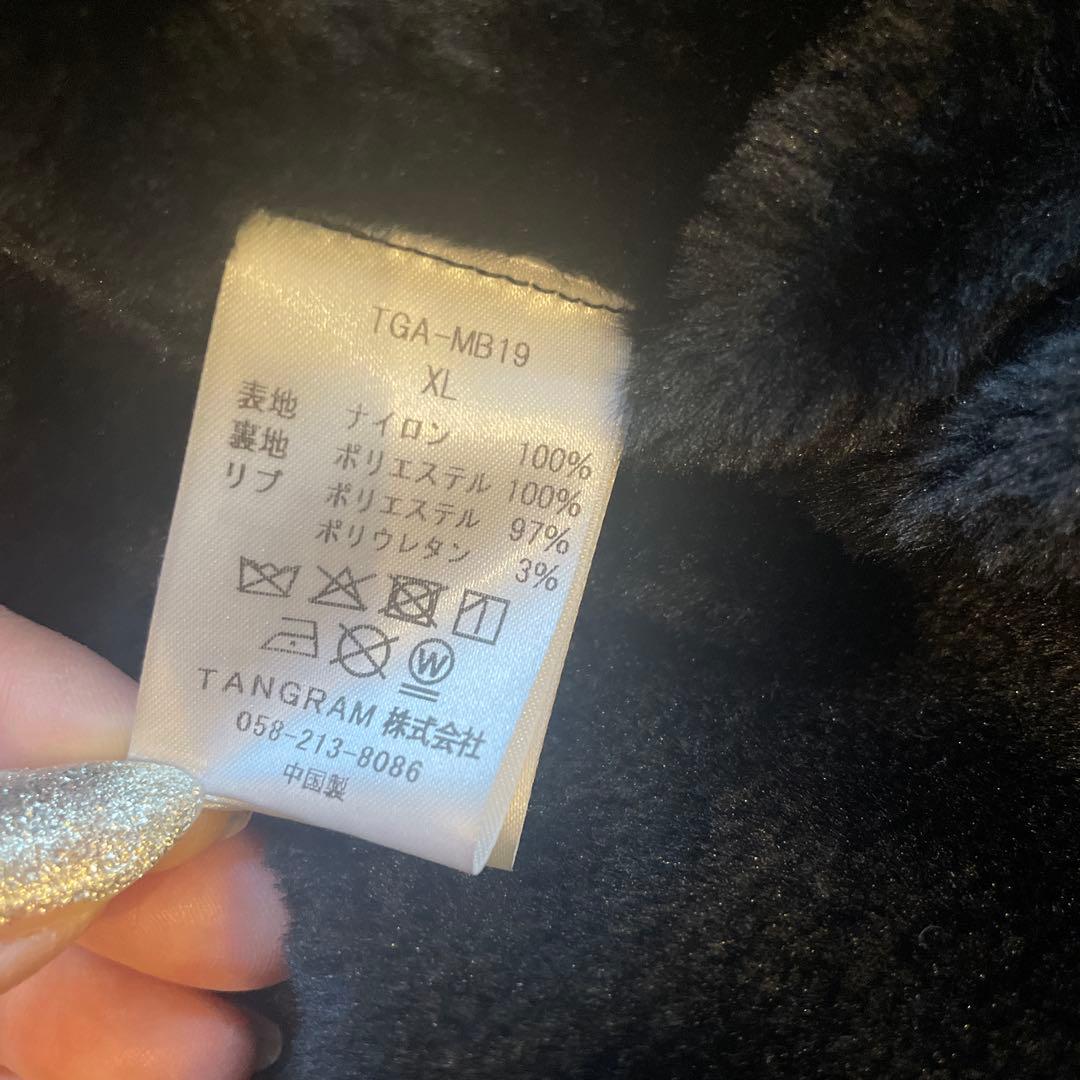 TGA-MB19
XL
表地 ナイロン 100%
裏地 ポリエステル 100%
リブ ポリエステル 97%
ポリウレタン 3%
W
TANGRAM 株式会社
058-213-8086
中国製